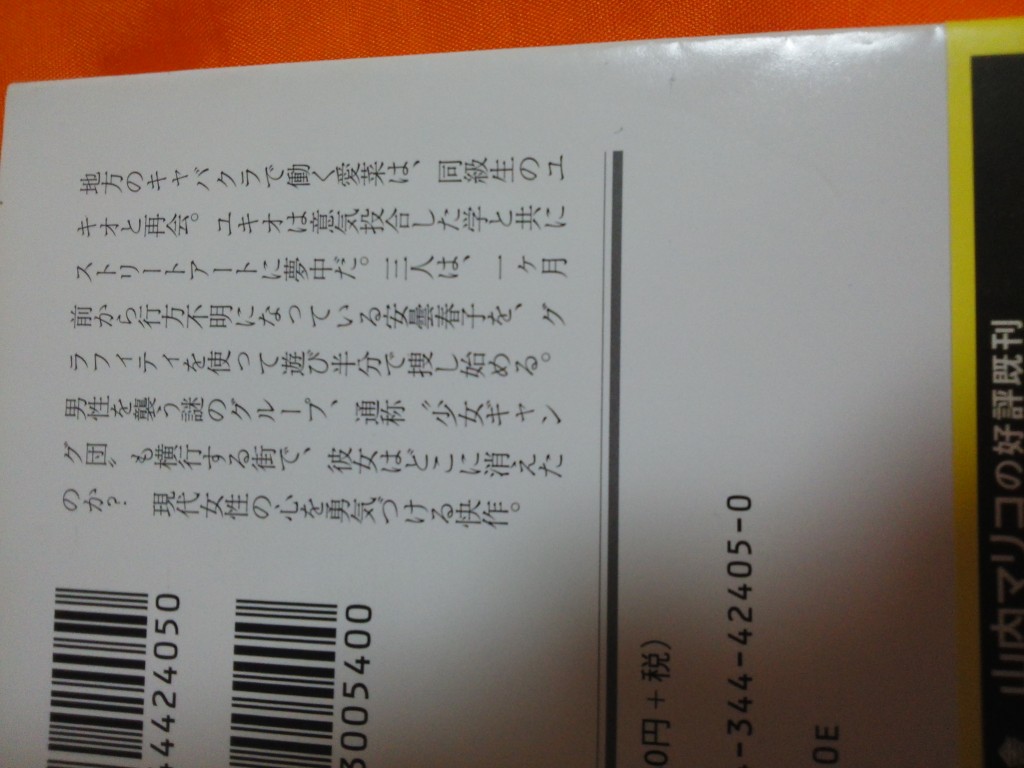 地方のキャバクラで働く愛菜は、同級生のユ
キオと再会。ユキオは意気投合した学と共に
ストリートアートに夢中だ。三人は、一ヶ月
前から行方不明になっている安曇春子を、グ
ラフィティを使って遊び半分で捜し始める。
男性を襲う謎のグループ、通称〝少女ギャン
グ団〟も横行する街で、彼女はどこに消えた
のか？ 現代女性の心を勇気づける快作。
4424050
3005400
0円＋税）
-344-42405-0
0E
山内マリコの好評既刊